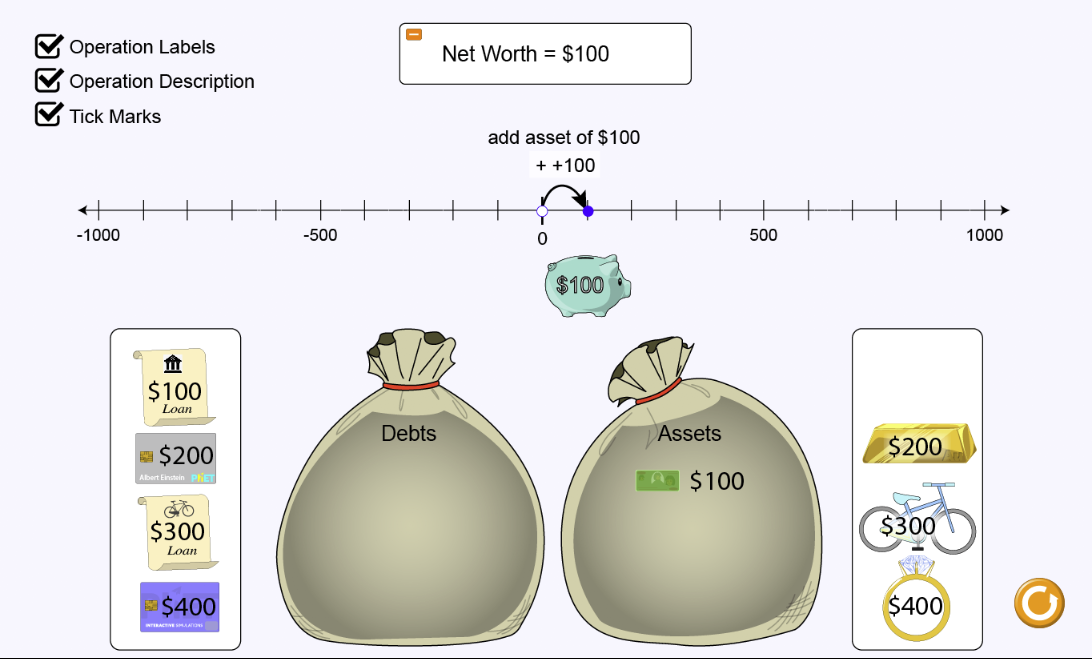 Operation Labels
Operation Description
Tick Marks
Net Worth = $100
add asset of $100
+ +100
-1000
-500
0
500
1000
$100
$100
Loan
$200
Albert Einstein PhET
$300
Loan
$400
INTERACTIVE SIMULATIONS
Debts
Assets
$100
$200
$300
$400